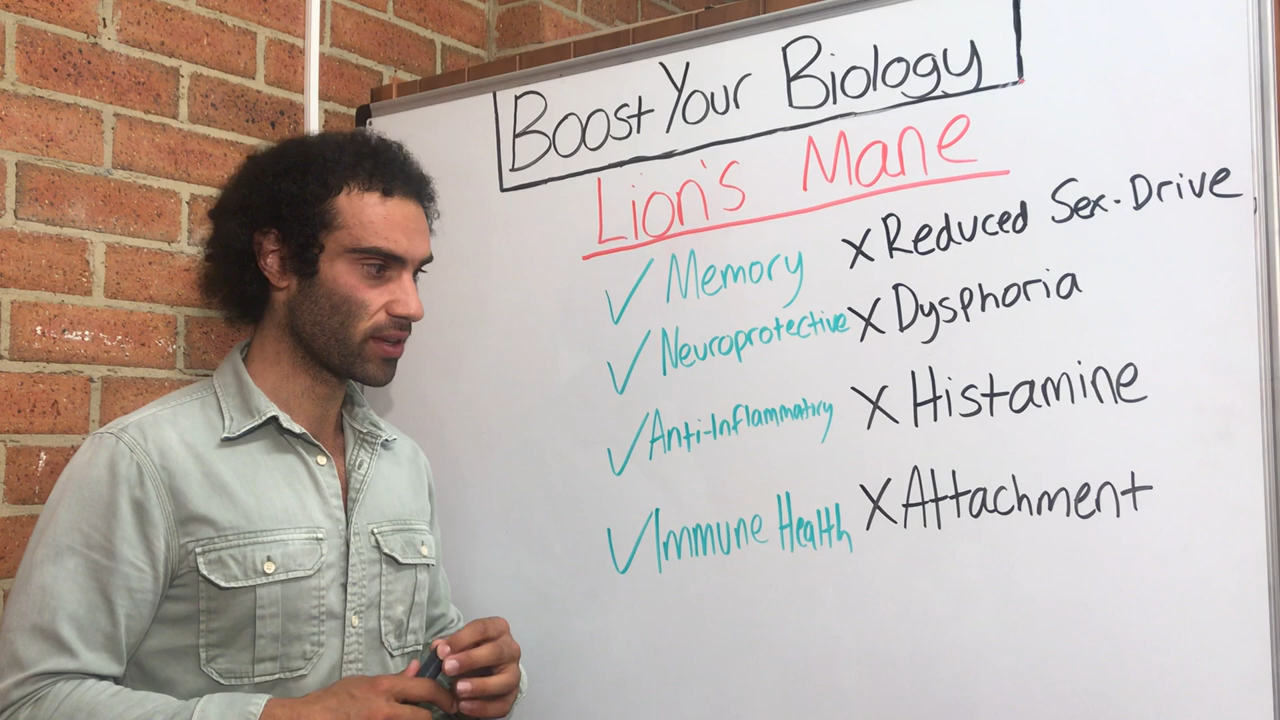 Boost Your Biology
Lion's Mane
✓ Memory X Reduced Sex-Drive
✓ Neuroprotective X Dysphoria
✓ Anti-Inflammatory X Histamine
✓ Immune Health X Attachment